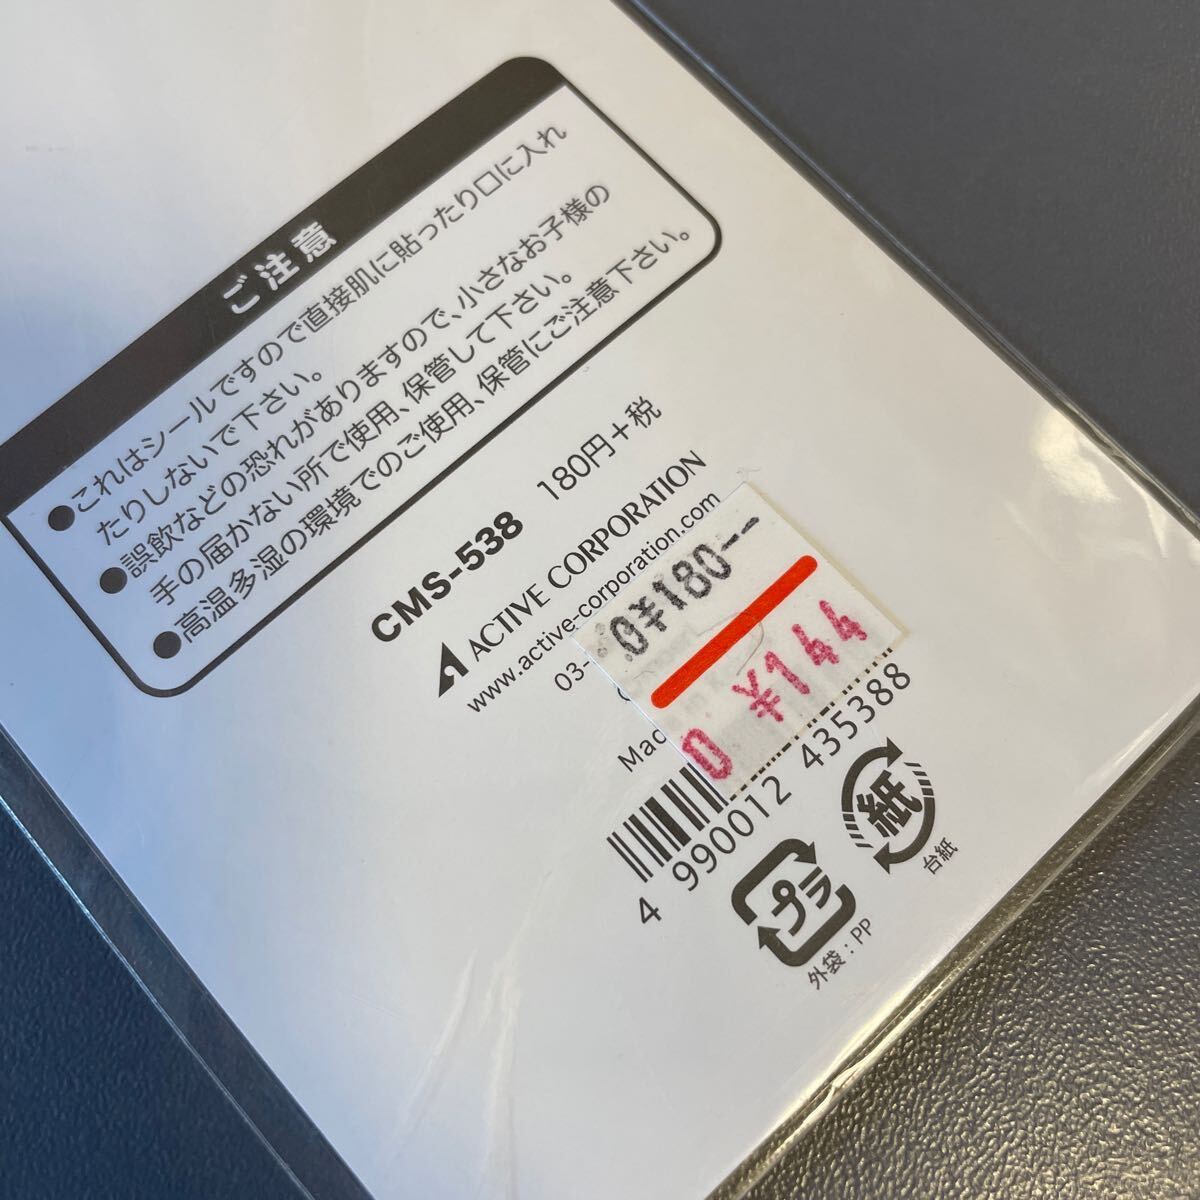 ご注意
●これはシールですので直接肌に貼ったり口に入れ
たりしないで下さい。
●誤飲などの恐れがありますので、小さなお子様の
手の届かない所で使用、保管して下さい。
●高温多湿の環境でのご使用、保管にご注意下さい。
CMS-538 180円+税
ACTIVE CORPORATION
www.active-corporation.com
03-
0¥180--
0 ¥144
4 990012 435388
プラ
外袋：PP
紙
台紙